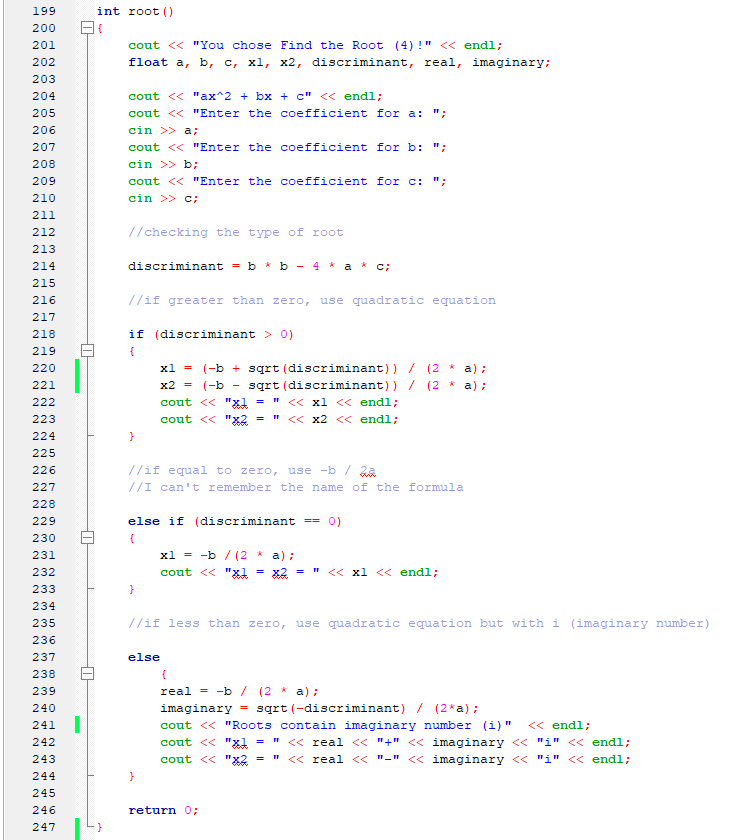 199 int root()
200 {
201 cout << "You chose Find the Root (4)!" << endl;
202 float a, b, c, x1, x2, discriminant, real, imaginary;
203
204 cout << "ax^2 + bx + c" << endl;
205 cout << "Enter the coefficient for a: ";
206 cin >> a;
207 cout << "Enter the coefficient for b: ";
208 cin >> b;
209 cout << "Enter the coefficient for c: ";
210 cin >> c;
211
212 //checking the type of root
213
214 discriminant = b * b - 4 * a * c;
215
216 //if greater than zero, use quadratic equation
217
218 if (discriminant > 0)
219 {
220 x1 = (-b + sqrt(discriminant)) / (2 * a);
221 x2 = (-b - sqrt(discriminant)) / (2 * a);
222 cout << "x1 = " << x1 << endl;
223 cout << "x2 = " << x2 << endl;
224 }
225
226 //if equal to zero, use -b / 2a
227 //I can't remember the name of the formula
228
229 else if (discriminant == 0)
230 {
231 x1 = -b /(2 * a);
232 cout << "x1 = x2 = " << x1 << endl;
233 }
234
235 //if less than zero, use quadratic equation but with i (imaginary number)
236
237 else
238 {
239 real = -b / (2 * a);
240 imaginary = sqrt(-discriminant) / (2*a);
241 cout << "Roots contain imaginary number (i)" << endl;
242 cout << "x1 = " << real << "+" << imaginary << "i" << endl;
243 cout << "x2 = " << real << "-" << imaginary << "i" << endl;
244 }
245
246 return 0;
247 }